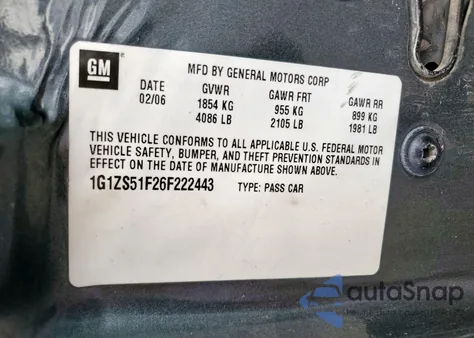 GM
MFD BY GENERAL MOTORS CORP
DATE GVWR GAWR FRT GAWR RR
02/06 1854 KG 955 KG 899 KG
4086 LB 2105 LB 1981 LB
THIS VEHICLE CONFORMS TO ALL APPLICABLE U.S. FEDERAL MOTOR
VEHICLE SAFETY, BUMPER, AND THEFT PREVENTION STANDARDS IN
EFFECT ON THE DATE OF MANUFACTURE SHOWN ABOVE.
1G1ZS51F26F222443 TYPE: PASS CAR
autoSnap